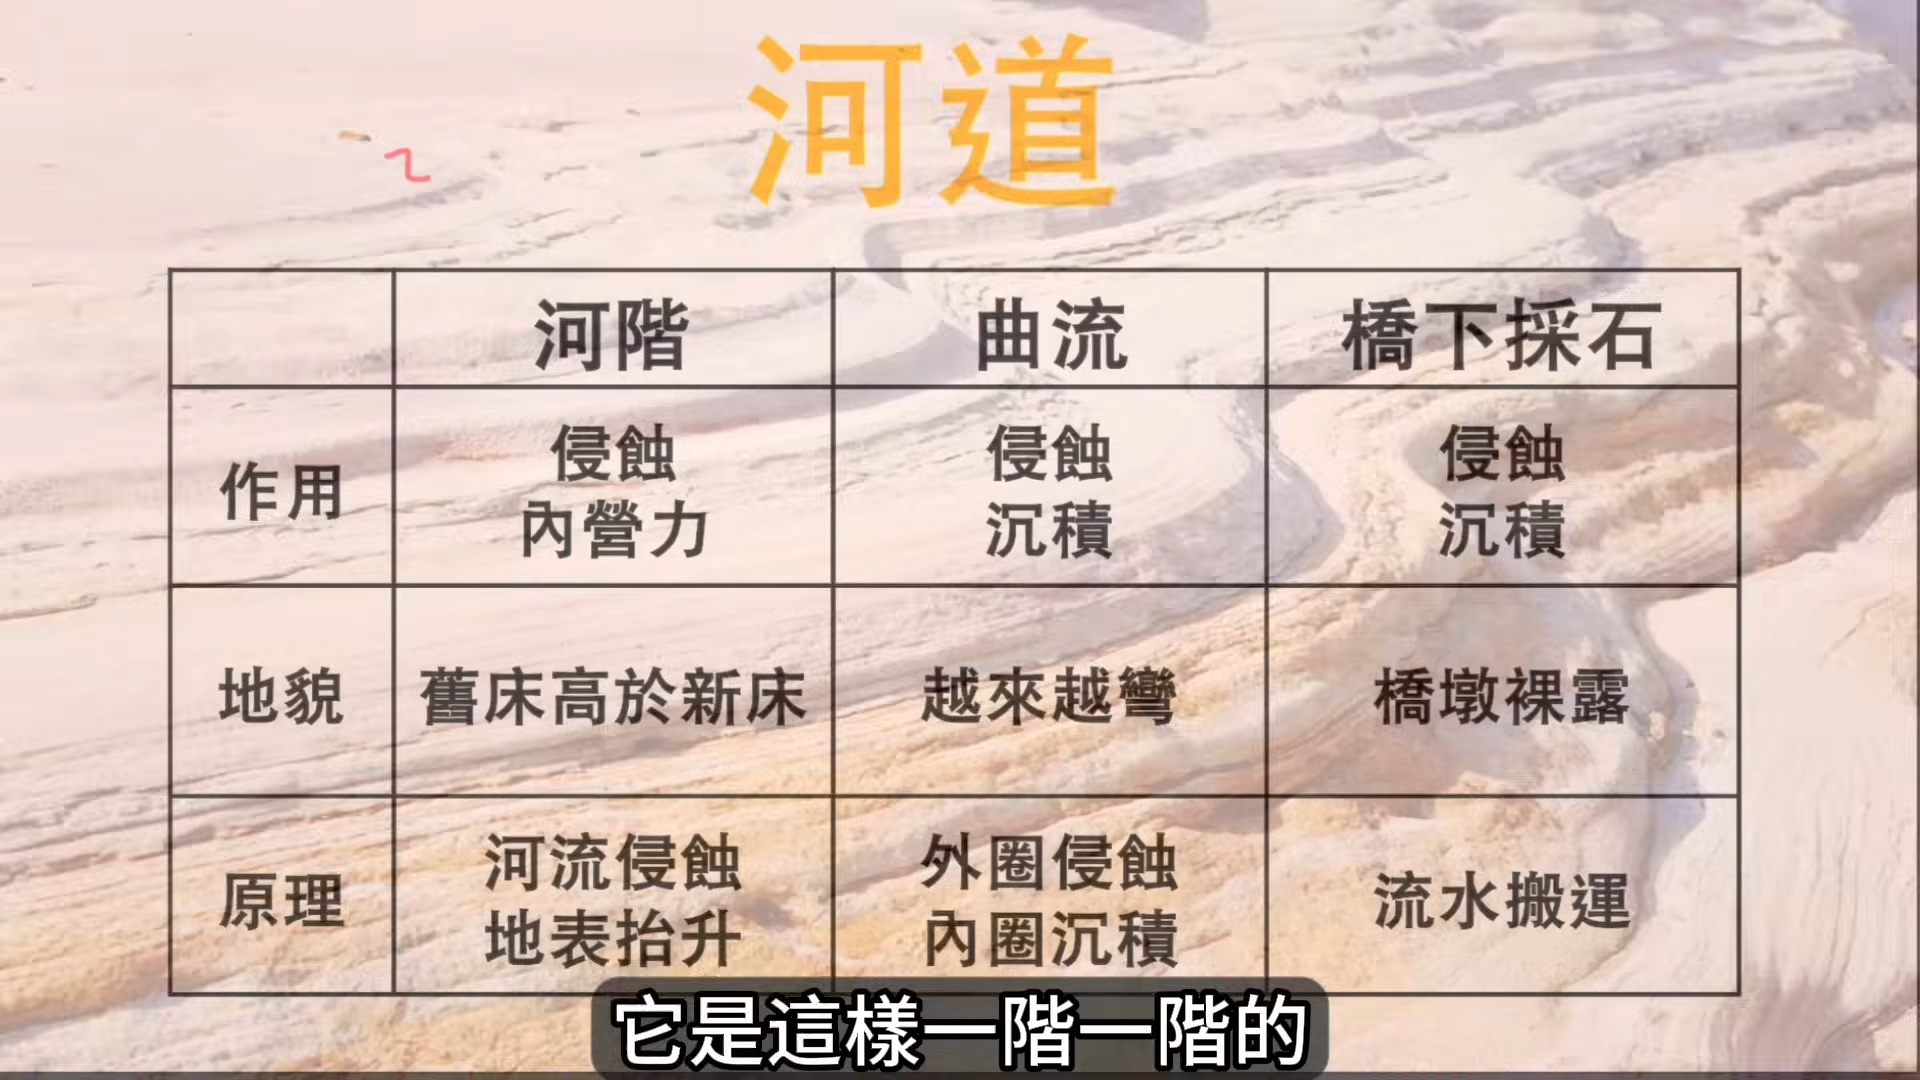 河道
河階
曲流
橋下採石
作用
侵蝕
內營力
侵蝕
沉積
侵蝕
沉積
地貌
舊床高於新床
越來越彎
橋墩裸露
原理
河流侵蝕
地表抬升
外圈侵蝕
內圈沉積
流水搬運
它是這樣一階一階的